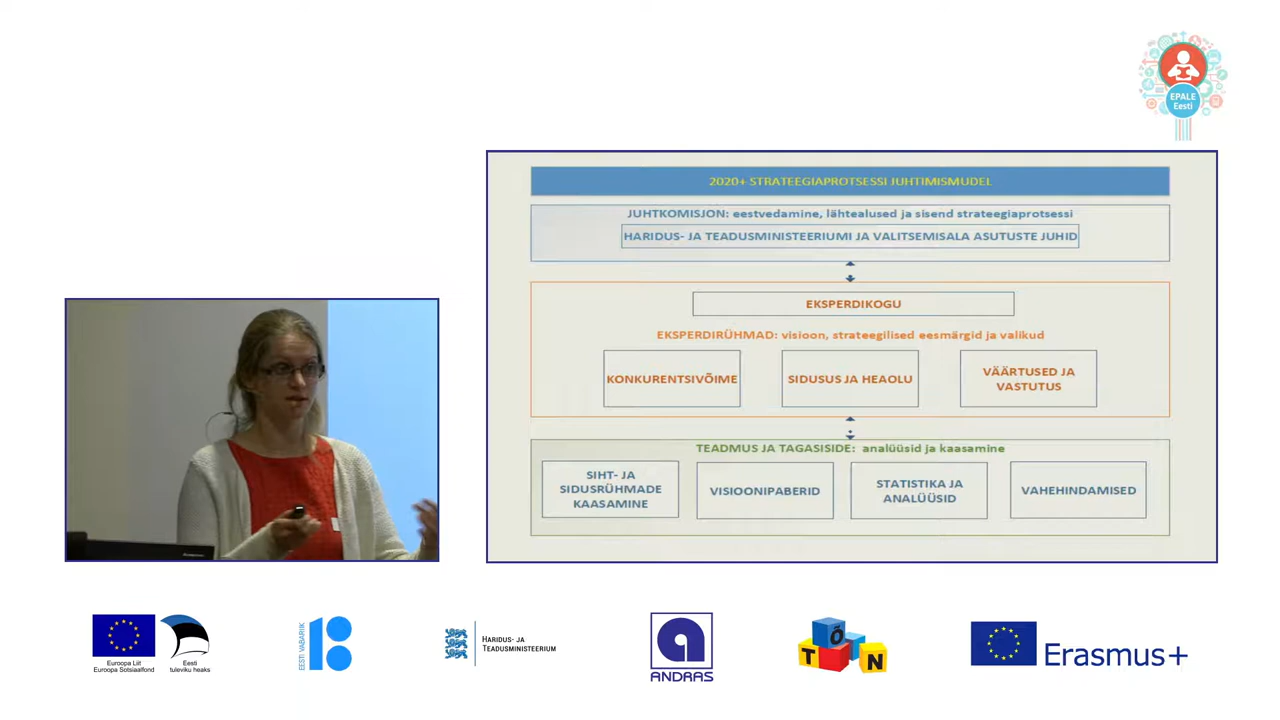 EPALE
Eesti
2020+ STRATEEGIAPROTSESSI JUHTIMISMUDEL
JUHTKOMISJON: eestvedamine, lähtealused ja sisend strateegiaprotsessi
HARIDUS- JA TEADUSMINISTEERIUMI JA VALITSEMISALA ASUTUSTE JUHID
EKSPERDIKOGU
EKSPERDIRÜHMAD: visioon, strateegilised eesmärgid ja valikud
KONKURENTSIVÕIME
SIDUSUS JA HEAOLU
VÄÄRTUSED JA
VASTUTUS
TEADMUS JA TAGASISIDE: analüüsid ja kaasamine
SIHT- JA
SIDUSRÜHMADE
KAASAMINE
VISIOONIPABERID
STATISTIKA JA
ANALÜÜSID
VAHEHINDAMISED
Euroopa Liit
Euroopa Sotsiaalfond
Eesti
tuleviku heaks
EESTI VABARIIK
100
HARIDUS- JA
TEADUSMINISTEERIUM
a
ANDRAS
T
Õ
N
Erasmus+